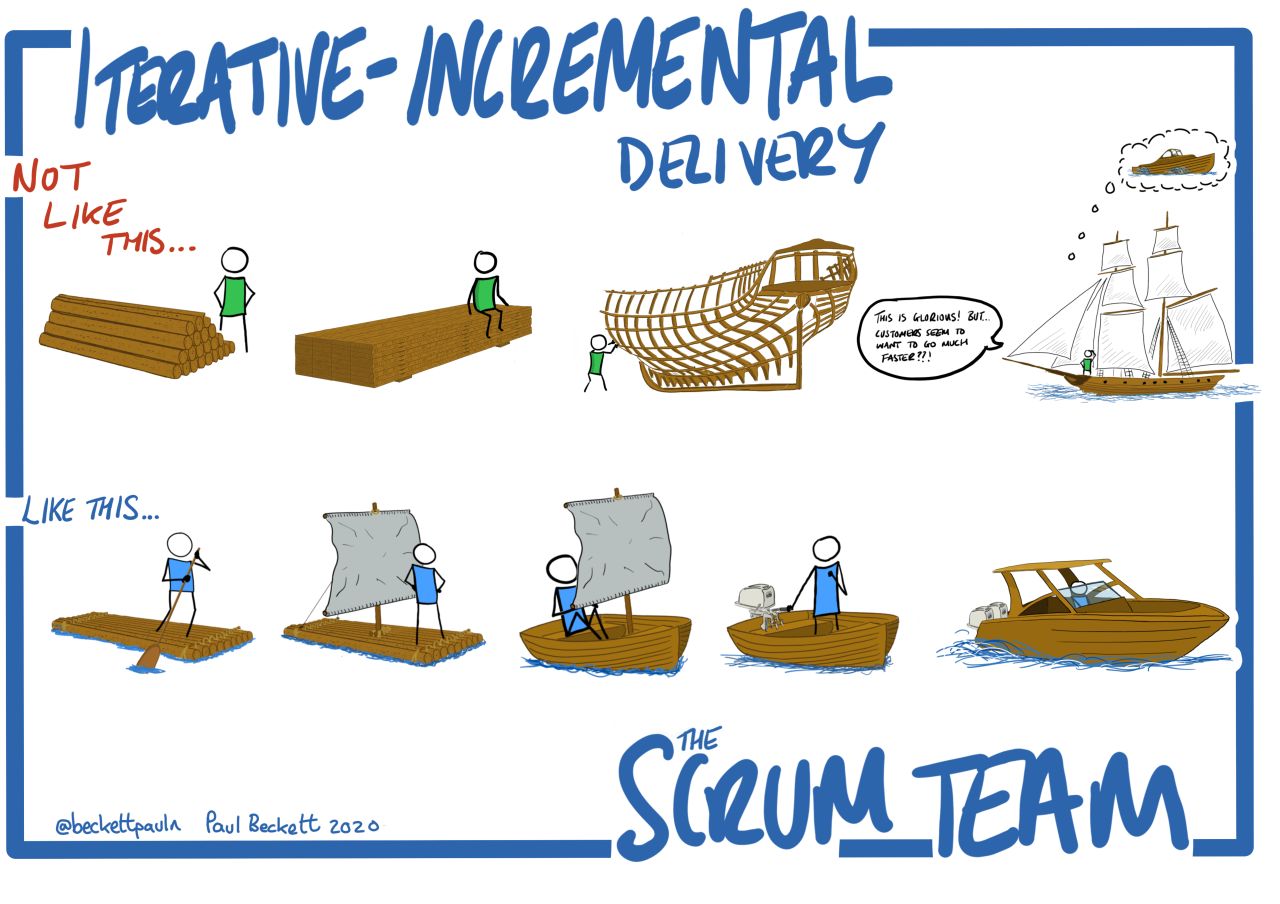 ITERATIVE-INCREMENTAL
DELIVERY
NOT
LIKE
THIS...
THIS IS GLORIOUS! BUT...
CUSTOMERS SEEM TO
WANT TO GO MUCH
FASTER??!
LIKE THIS...
THE
SCRUM TEAM
@beckettpauln Paul Beckett 2020